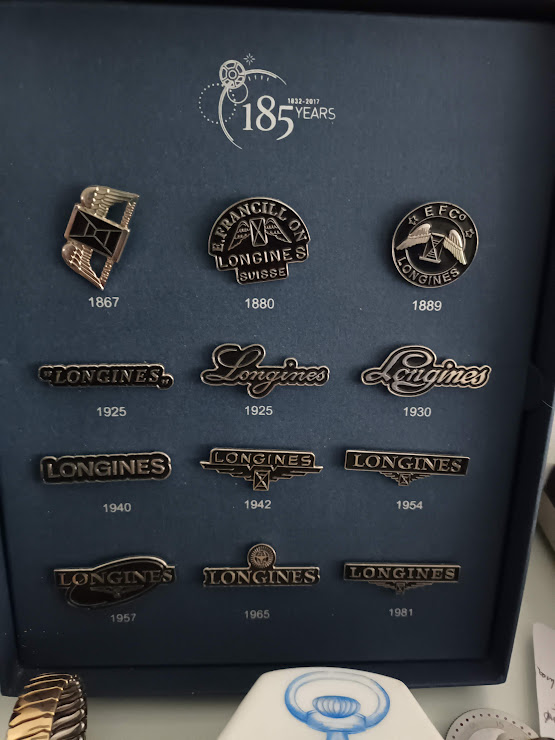 1832-2017
185 YEARS
1867
E. FRANCILLON
LONGINES
SUISSE
1880
EFCo
LONGINES
1889
"LONGINES"
1925
Longines
1925
Longines
1930
LONGINES
1940
LONGINES
1942
LONGINES
1954
LONGINES
1957
LONGINES
1965
LONGINES
1981